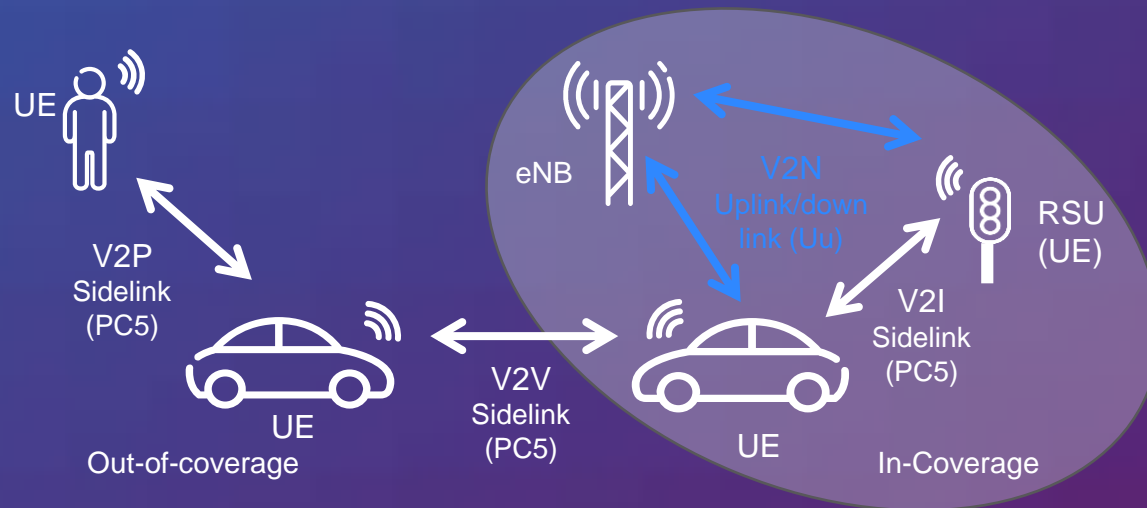 UE
eNB
V2N
Uplink/down
link (Uu)
RSU
(UE)
V2P
Sidelink
(PC5)
V2I
Sidelink
(PC5)
V2V
Sidelink
(PC5)
UE
UE
Out-of-coverage
In-Coverage